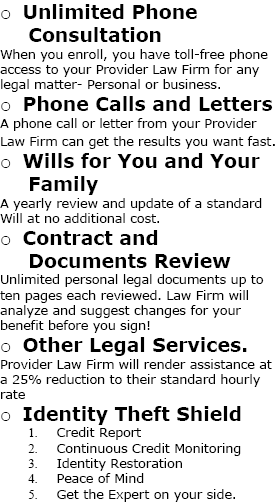 ○ Unlimited Phone
Consultation
When you enroll, you have toll-free phone
access to your Provider Law Firm for any
legal matter- Personal or business.
○ Phone Calls and Letters
A phone call or letter from your Provider
Law Firm can get the results you want fast.
○ Wills for You and Your
Family
A yearly review and update of a standard
Will at no additional cost.
○ Contract and
Documents Review
Unlimited personal legal documents up to
ten pages each reviewed. Law Firm will
analyze and suggest changes for your
benefit before you sign!
○ Other Legal Services.
Provider Law Firm will render assistance at
a 25% reduction to their standard hourly
rate
○ Identity Theft Shield
1. Credit Report
2. Continuous Credit Monitoring
3. Identity Restoration
4. Peace of Mind
5. Get the Expert on your side.